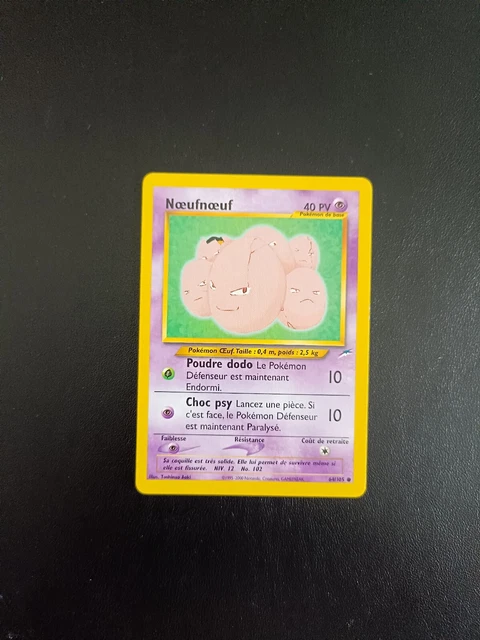 Nœufnœuf
40 PV
Pokémon de base
Pokémon Œuf. Taille : 0,4 m, poids : 2,5 kg
Poudre dodo Le Pokémon
Défenseur est maintenant 10
Endormi.
Choc psy Lancez une pièce. Si
c'est face, le Pokémon Défenseur 10
est maintenant Paralysé.
Faiblesse Résistance Coût de retraite
Sa coquille est très solide. Elle lui permet de survivre même si
elle est fissurée. NIV 12 No. 102
64/105